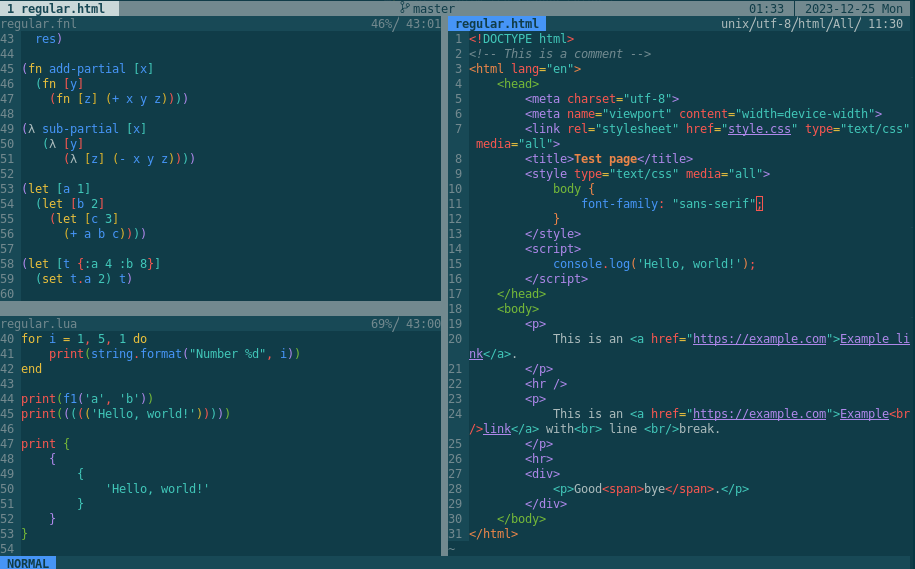 1 regular.html master 01:33 2023-12-25 Mon
regular.fnl 46%/ 43:01
43   res)
44
45 (fn add-partial [x]
46   (fn [y]
47     (fn [z] (+ x y z))))
48
49 (λ sub-partial [x]
50    (λ [y]
51       (λ [z] (- x y z))))
52
53 (let [a 1]
54   (let [b 2]
55     (let [c 3]
56       (+ a b c))))
57
58 (let [t {:a 4 :b 8}]
59   (set t.a 2) t)
60
regular.lua 69%/ 43:00
40 for i = 1, 5, 1 do
41     print(string.format("Number %d", i))
42 end
43
44 print(f1('a', 'b'))
45 print((((('Hello, world!')))))
46
47 print {
48     {
49         {
50             'Hello, world!'
51         }
52     }
53 }
54
regular.html unix/utf-8/html/All/ 11:30
1 <!DOCTYPE html>
2 <!-- This is a comment -->
3 <html lang="en">
4     <head>
5         <meta charset="utf-8">
6         <meta name="viewport" content="width=device-width">
7         <link rel="stylesheet" href="style.css" type="text/css"
 media="all">
8         <title>Test page</title>
9         <style type="text/css" media="all">
10             body {
11                 font-family: "sans-serif";
12             }
13         </style>
14         <script>
15             console.log('Hello, world!');
16         </script>
17     </head>
18     <body>
19         <p>
20             This is an <a href="https://example.com">Example li
nk</a>.
21         </p>
22         <hr />
23         <p>
24             This is an <a href="https://example.com">Example<br
/>link</a> with<br> line <br/>break.
25         </p>
26         <hr>
27         <div>
28             <p>Good<span>bye</span>.</p>
29         </div>
30     </body>
31 </html>
~
NORMAL